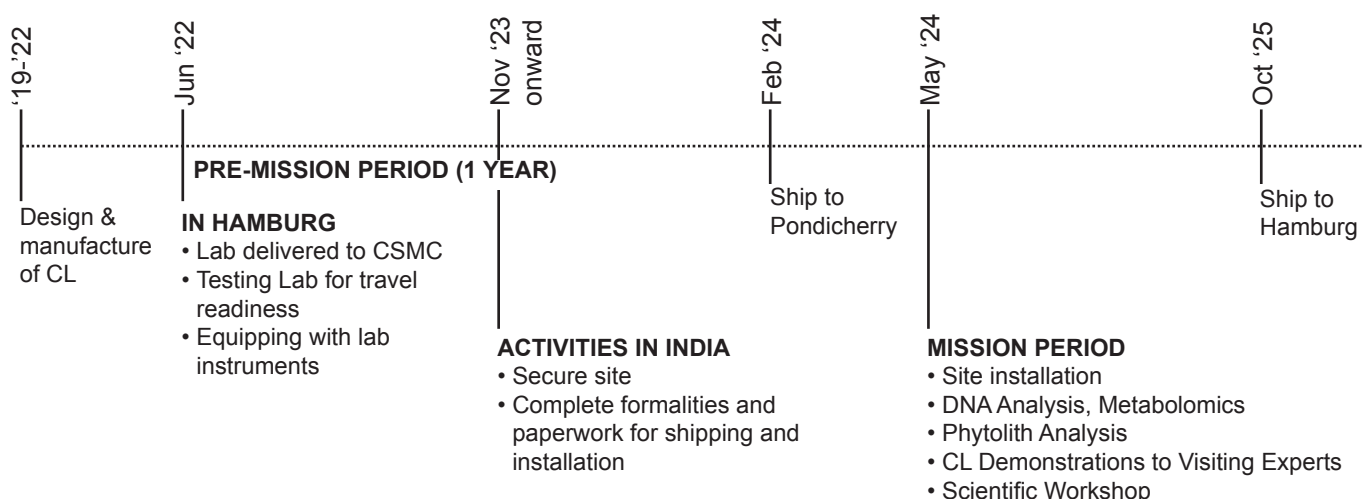 ‘19-’22
Jun ‘22
Nov ‘23
onward
Feb ‘24
May ‘24
Oct ‘25
PRE-MISSION PERIOD (1 YEAR)
Design &
manufacture
of CL
IN HAMBURG
• Lab delivered to CSMC
• Testing Lab for travel
readiness
• Equipping with lab
instruments
ACTIVITIES IN INDIA
• Secure site
• Complete formalities and
paperwork for shipping and
installation
Ship to
Pondicherry
MISSION PERIOD
• Site installation
• DNA Analysis, Metabolomics
• Phytolith Analysis
• CL Demonstrations to Visiting Experts
• Scientific Workshop
Ship to
Hamburg